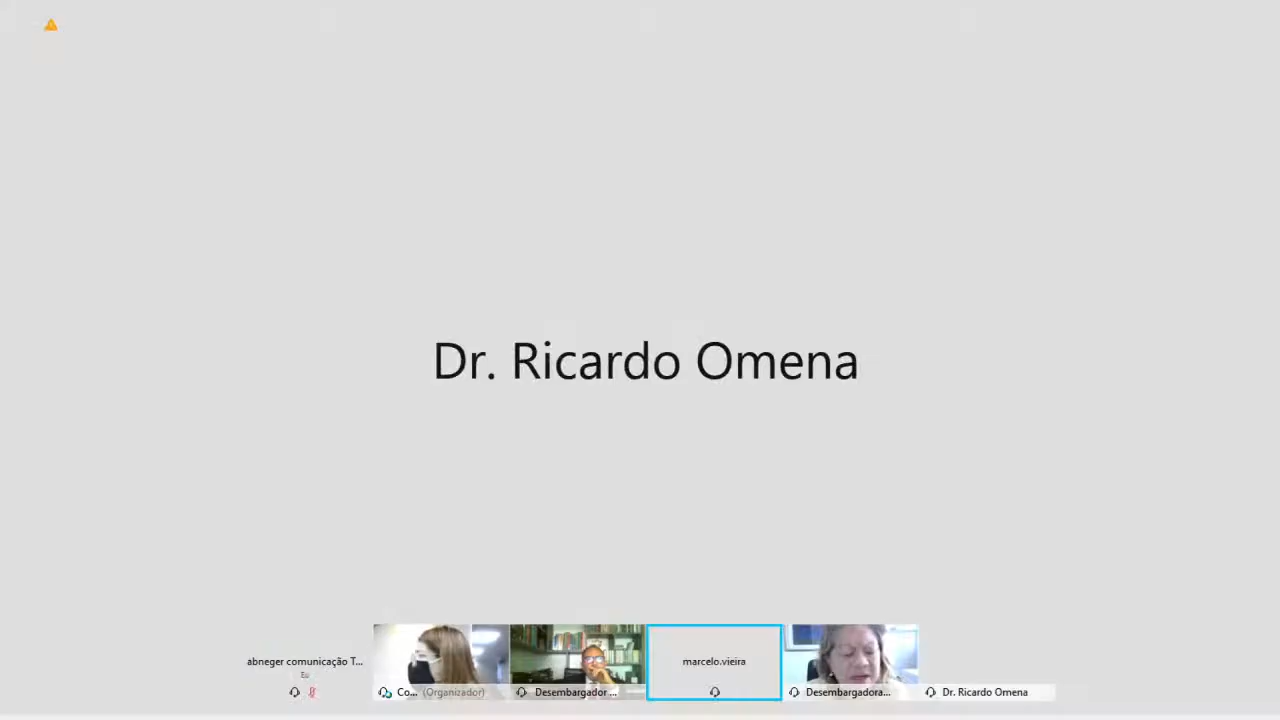 Dr. Ricardo Omena
abneger comunicação T...
Eu
Co... (Organizador)
Desembargador ...
marcelo.vieira
Desembargadora...
Dr. Ricardo Omena